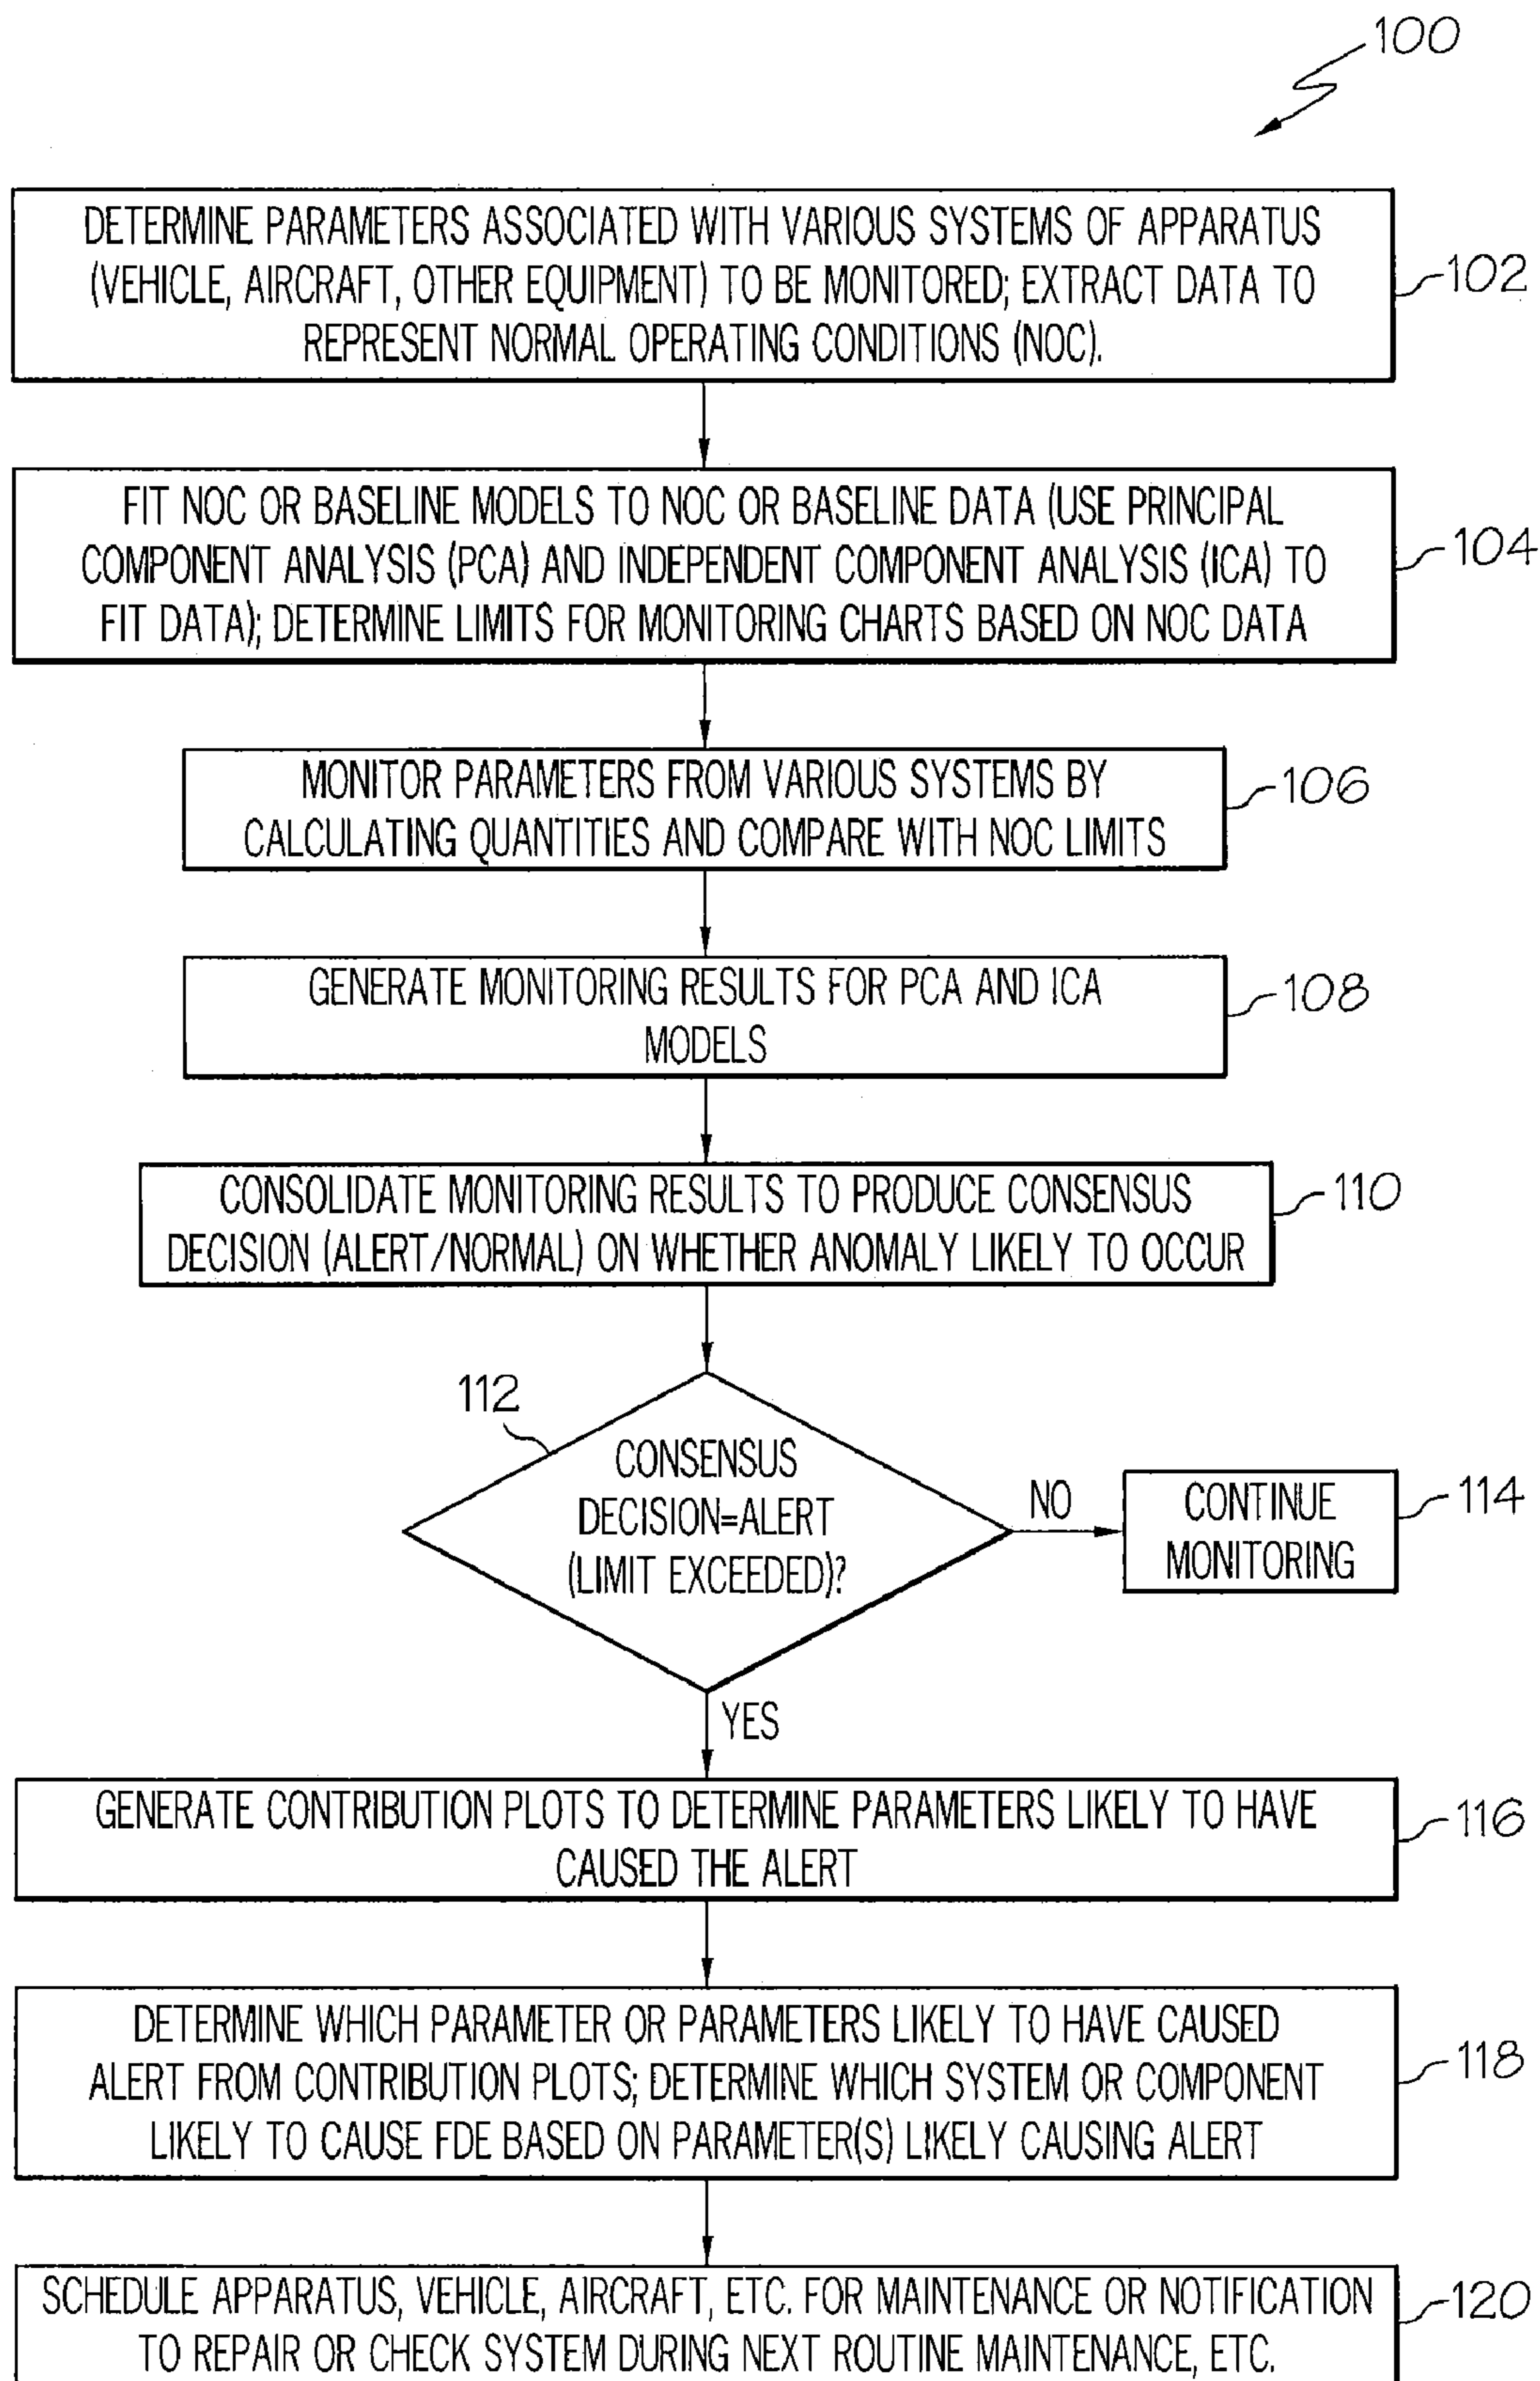 100
DETERMINE PARAMETERS ASSOCIATED WITH VARIOUS SYSTEMS OF APPARATUS
(VEHICLE, AIRCRAFT, OTHER EQUIPMENT) TO BE MONITORED; EXTRACT DATA TO
REPRESENT NORMAL OPERATING CONDITIONS (NOC).
102
FIT NOC OR BASELINE MODELS TO NOC OR BASELINE DATA (USE PRINCIPAL
COMPONENT ANALYSIS (PCA) AND INDEPENDENT COMPONENT ANALYSIS (ICA) TO
FIT DATA); DETERMINE LIMITS FOR MONITORING CHARTS BASED ON NOC DATA
104
MONITOR PARAMETERS FROM VARIOUS SYSTEMS BY
CALCULATING QUANTITIES AND COMPARE WITH NOC LIMITS
106
GENERATE MONITORING RESULTS FOR PCA AND ICA
MODELS
108
CONSOLIDATE MONITORING RESULTS TO PRODUCE CONSENSUS
DECISION (ALERT/NORMAL) ON WHETHER ANOMALY LIKELY TO OCCUR
110
112
CONSENSUS
DECISION=ALERT
(LIMIT EXCEEDED)?
NO
CONTINUE
MONITORING
114
YES
GENERATE CONTRIBUTION PLOTS TO DETERMINE PARAMETERS LIKELY TO HAVE
CAUSED THE ALERT
116
DETERMINE WHICH PARAMETER OR PARAMETERS LIKELY TO HAVE CAUSED
ALERT FROM CONTRIBUTION PLOTS; DETERMINE WHICH SYSTEM OR COMPONENT
LIKELY TO CAUSE FDE BASED ON PARAMETER(S) LIKELY CAUSING ALERT
118
SCHEDULE APPARATUS, VEHICLE, AIRCRAFT, ETC. FOR MAINTENANCE OR NOTIFICATION
TO REPAIR OR CHECK SYSTEM DURING NEXT ROUTINE MAINTENANCE, ETC.
120